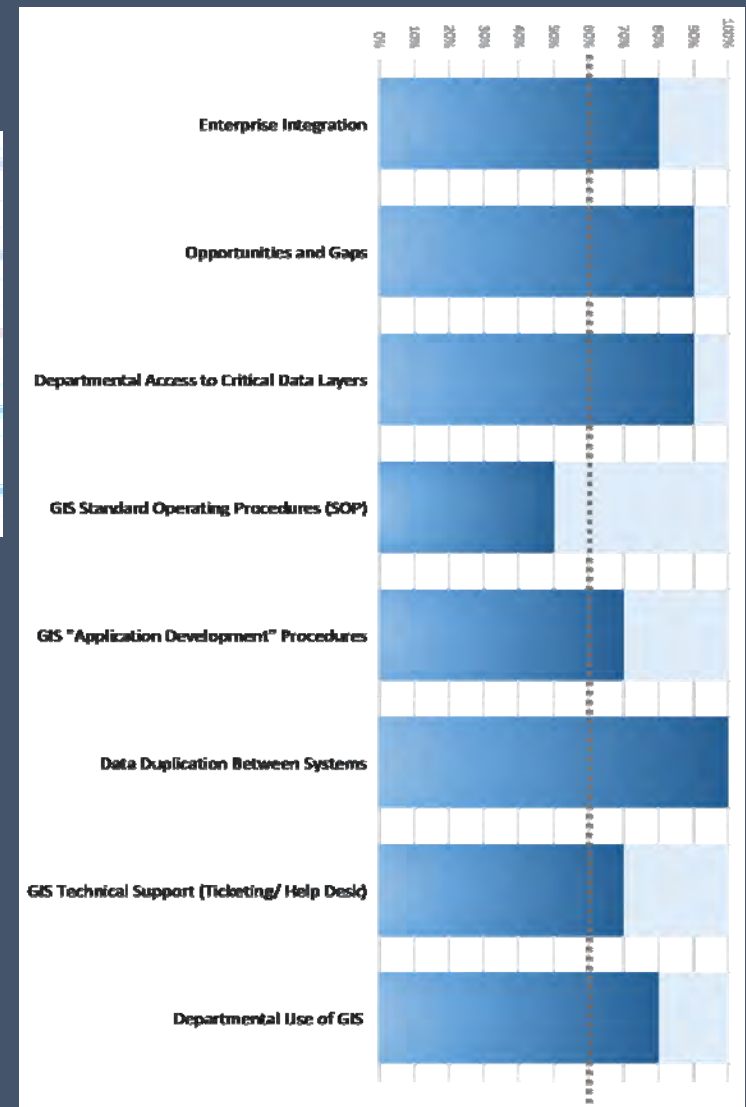 0%
10%
20%
30%
40%
50%
60%
70%
80%
90%
100%
Enterprise Integration
Opportunities and Gaps
Departmental Access to Critical Data Layers
GIS Standard Operating Procedures (SOP)
GIS "Application Development" Procedures
Data Duplication Between Systems
GIS Technical Support (Ticketing/ Help Desk)
Departmental Use of GIS